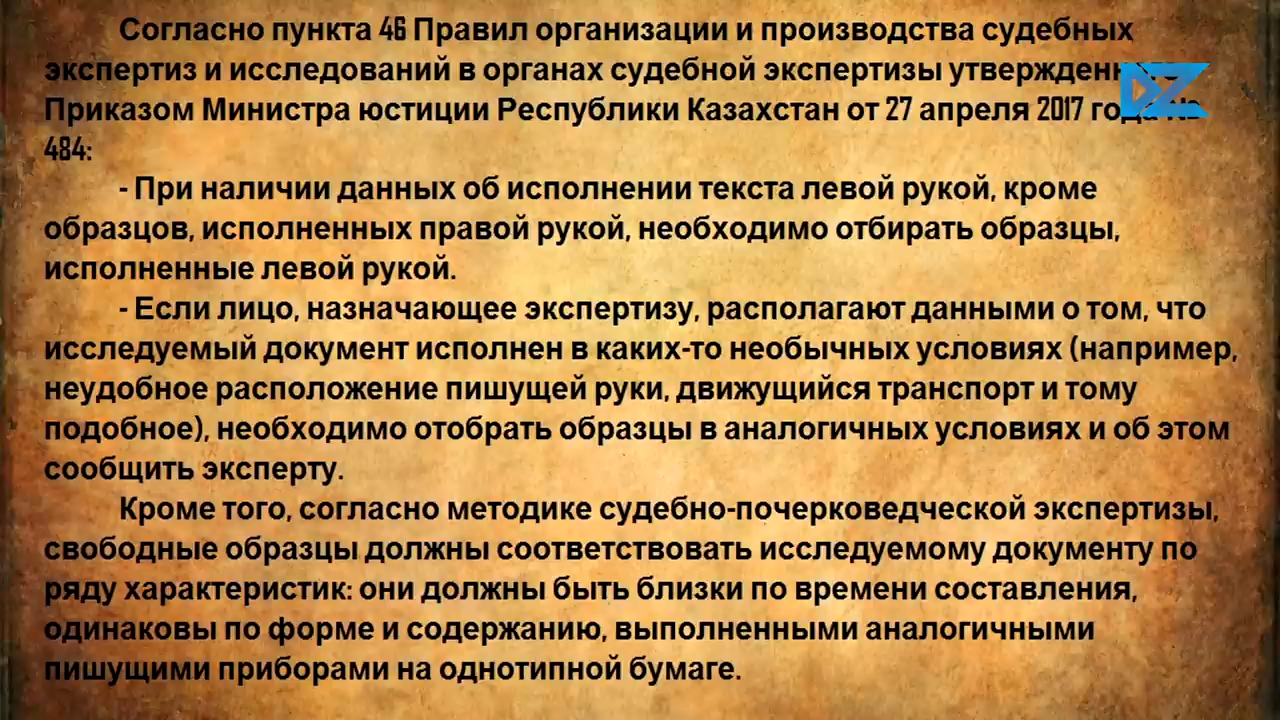 Согласно пункта 46 Правил организации и производства судебных
экспертиз и исследований в органах судебной экспертизы
Приказом Министра юстиции Республики Казахстан от 27 апреля 2017 года №
484:
- При наличии данных об исполнении текста левой рукой, кроме
образцов, исполненных правой рукой, необходимо отбирать образцы,
исполненные левой рукой.
- Если лицо, назначающее экспертизу, располагают данными о том, что
исследуемый документ исполнен в каких-то необычных условиях (например,
неудобное расположение пишущей руки, движущийся транспорт и тому
подобное), необходимо отобрать образцы в аналогичных условиях и об этом
сообщить эксперту.
Кроме того, согласно методике судебно-почерковедческой экспертизы,
свободные образцы должны соответствовать исследуемому документу по
ряду характеристик: они должны быть близки по времени составления,
одинаковы по форме и содержанию, выполненными аналогичными
пишущими приборами на однотипной бумаге.